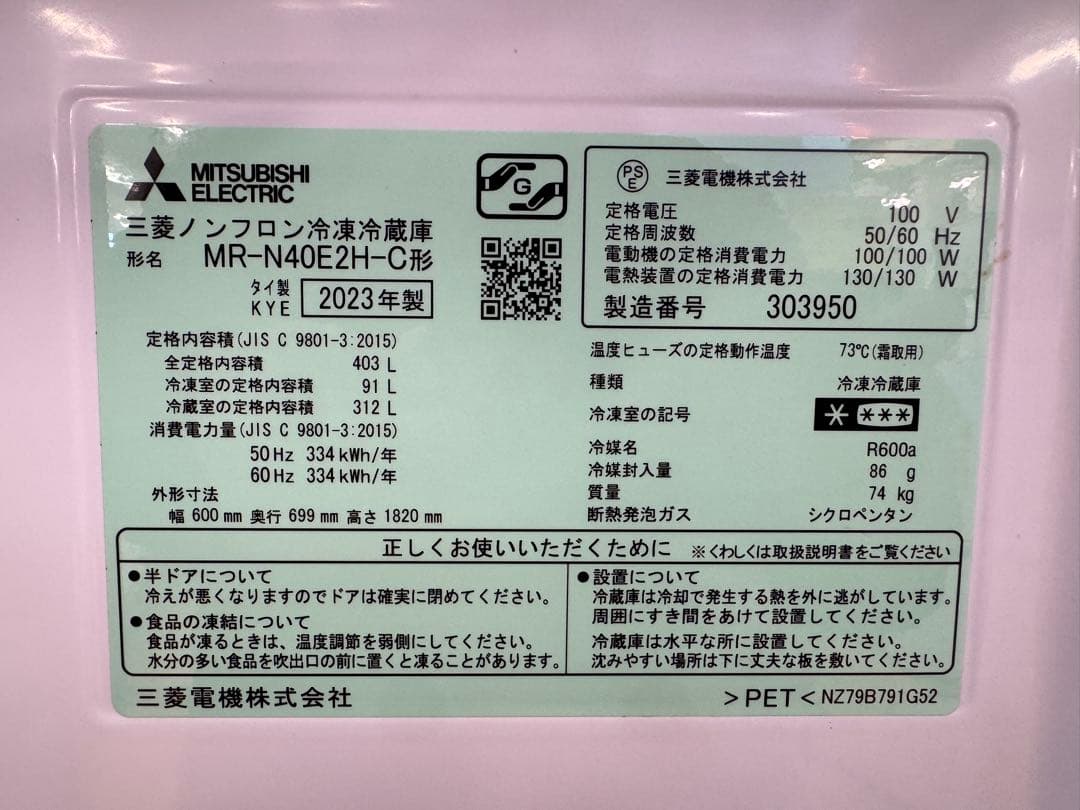 MITSUBISHI
ELECTRIC
三菱ノンフロン冷凍冷蔵庫
形名 MR-N40E2H-C形
タイ製
KYE 2023年製
定格内容積(JIS C 9801-3:2015)
全定格内容積 403 L
冷凍室の定格内容積 91 L
冷蔵室の定格内容積 312 L
消費電力量(JIS C 9801-3:2015)
50Hz 334kWh/年
60Hz 334kWh/年
外形寸法
幅 600mm 奥行 699mm 高さ 1820mm
G
PS
E 三菱電機株式会社
定格電圧 100 V
定格周波数 50/60 Hz
電動機の定格消費電力 100/100 W
電熱装置の定格消費電力 130/130 W
製造番号 303950
温度ヒューズの定格動作温度 73℃(霜取用)
種類 冷凍冷蔵庫
冷凍室の記号 * ***
冷媒名 R600a
冷媒封入量 86 g
質量 74 kg
断熱発泡ガス シクロペンタン
正しくお使いいただくために ※くわしくは取扱説明書をご覧ください
●半ドアについて
冷えが悪くなりますのでドアは確実に閉めてください。
●食品の凍結について
食品が凍るときは、温度調節を弱側にしてください。
水分の多い食品を吹出口の前に置くと凍ることがあります。
●設置について
冷蔵庫は冷却で発生する熱を外に逃がしています。
周囲にすき間をあけて設置してください。
冷蔵庫は水平な所に設置してください。
沈みやすい場所は下に丈夫な板を敷いてください。
三菱電機株式会社
>PET< NZ79B791G52